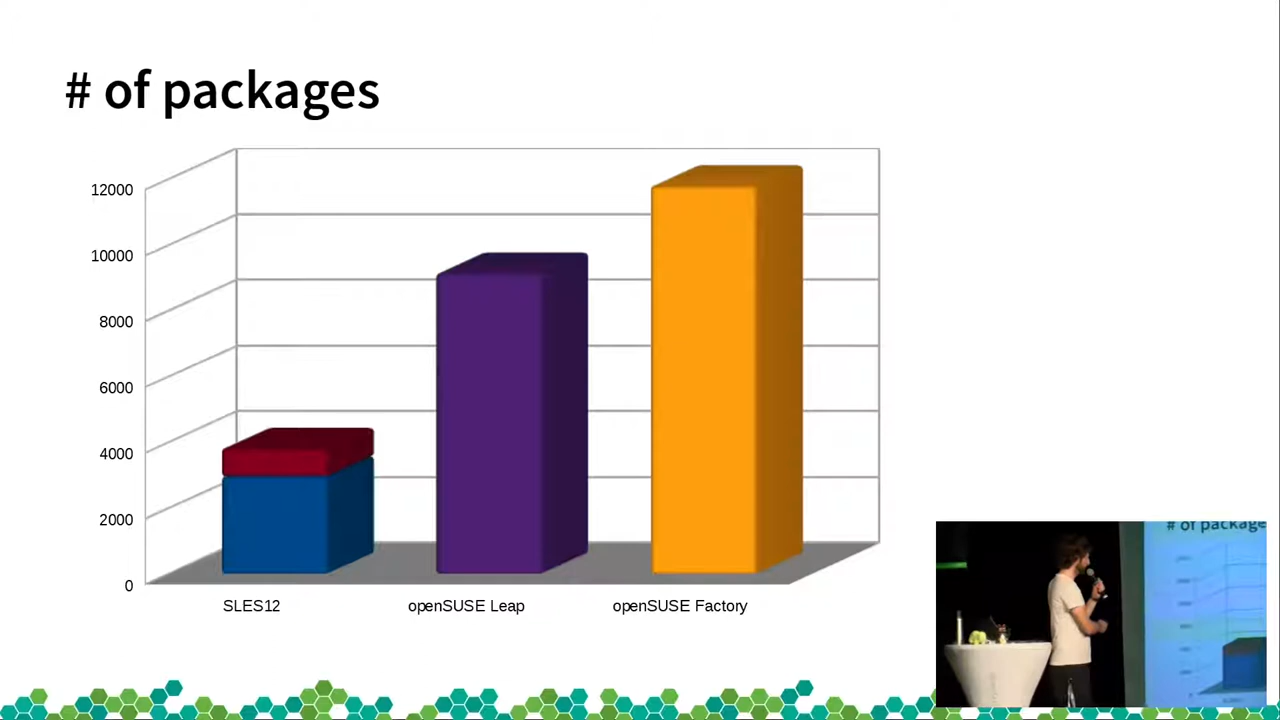 # of packages
12000
10000
8000
6000
4000
2000
0
SLES12 openSUSE Leap openSUSE Factory
# of package